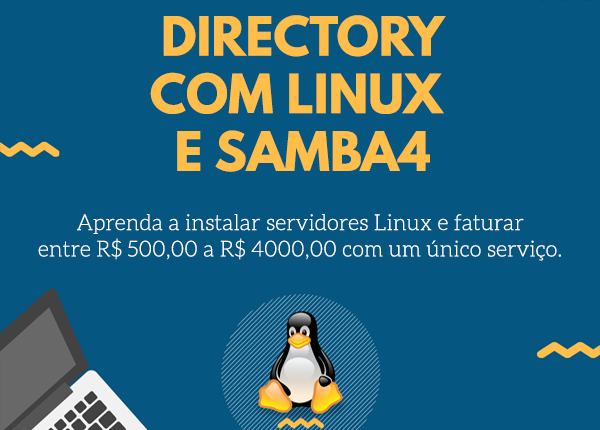 DIRECTORY
COM LINUX
E SAMBA4
Aprenda a instalar servidores Linux e faturar
entre R$ 500,00 a R$ 4000,00 com um único serviço.